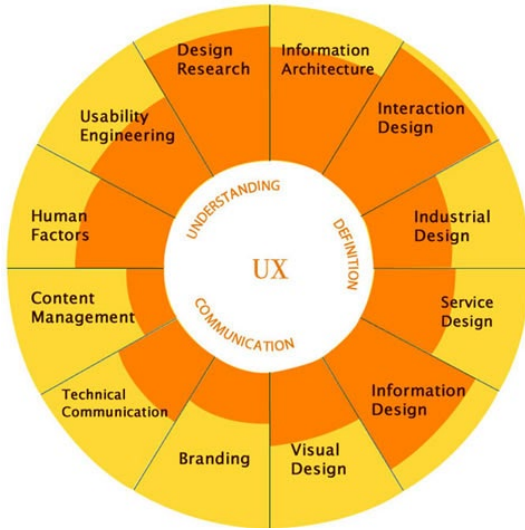 Design
Research
Information
Architecture
Interaction
Design
Industrial
Design
Service
Design
Information
Design
Visual
Design
Branding
Technical
Communication
Content
Management
Human
Factors
Usability
Engineering
UNDERSTANDING
DEFINITION
COMMUNICATION
UX